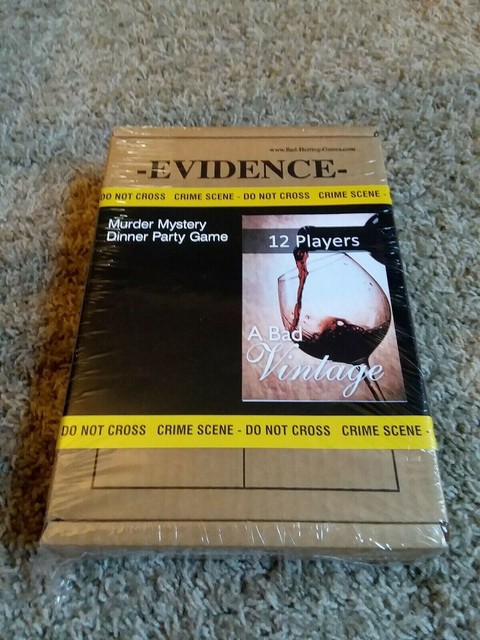 www.Red-Herring-Games.com
-EVIDENCE-
DO NOT CROSS CRIME SCENE - DO NOT CROSS CRIME SCENE -
Murder Mystery
Dinner Party Game
12 Players
A Bad
Vintage
DO NOT CROSS CRIME SCENE - DO NOT CROSS CRIME SCENE -